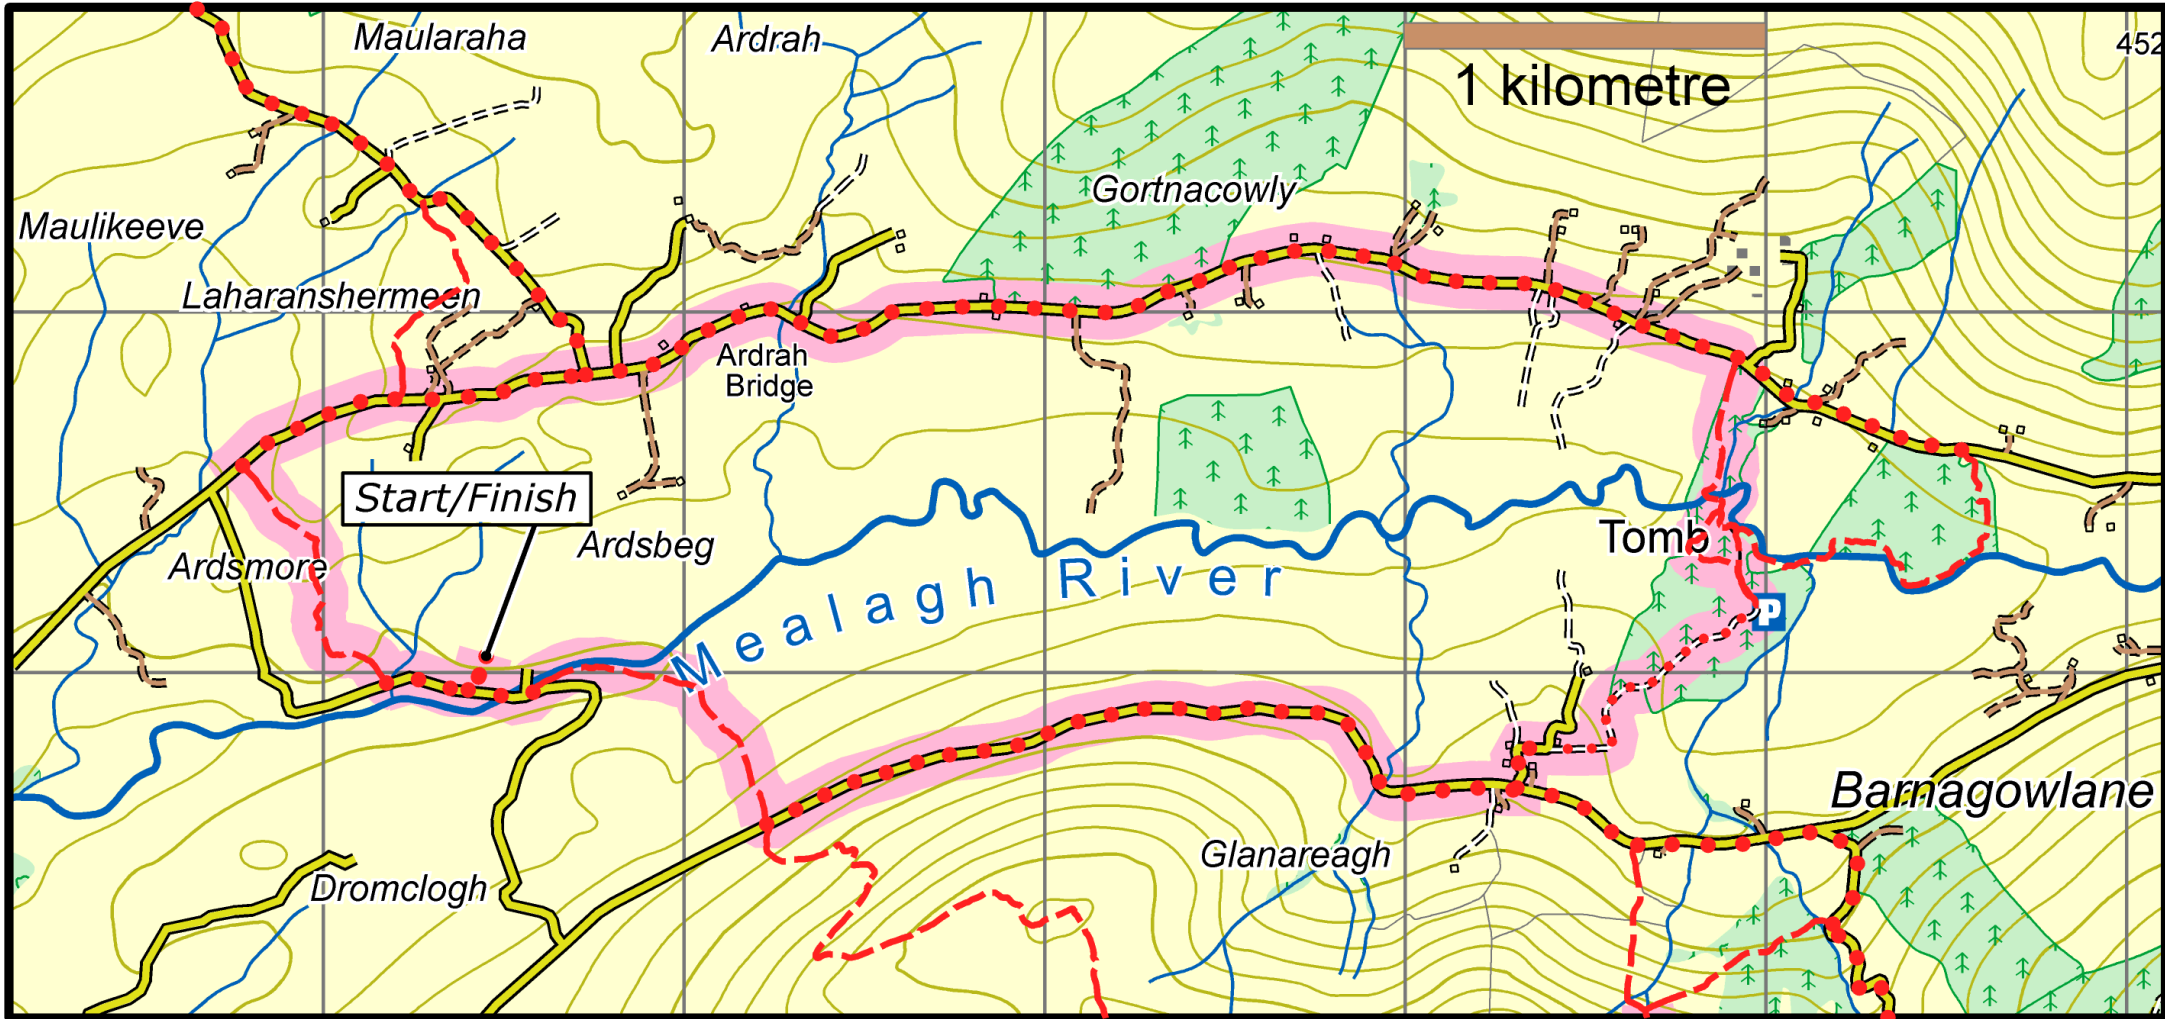 Maularaha
Ardrah
452
1 kilometre
Gortnacowly
Maulikeeve
Laharanshermeen
Ardrah
Bridge
Start/Finish
Ardsbeg
Tomb
Ardsmore
Mealagh River
P
Barnagowlane
Glanareagh
Dromclogh